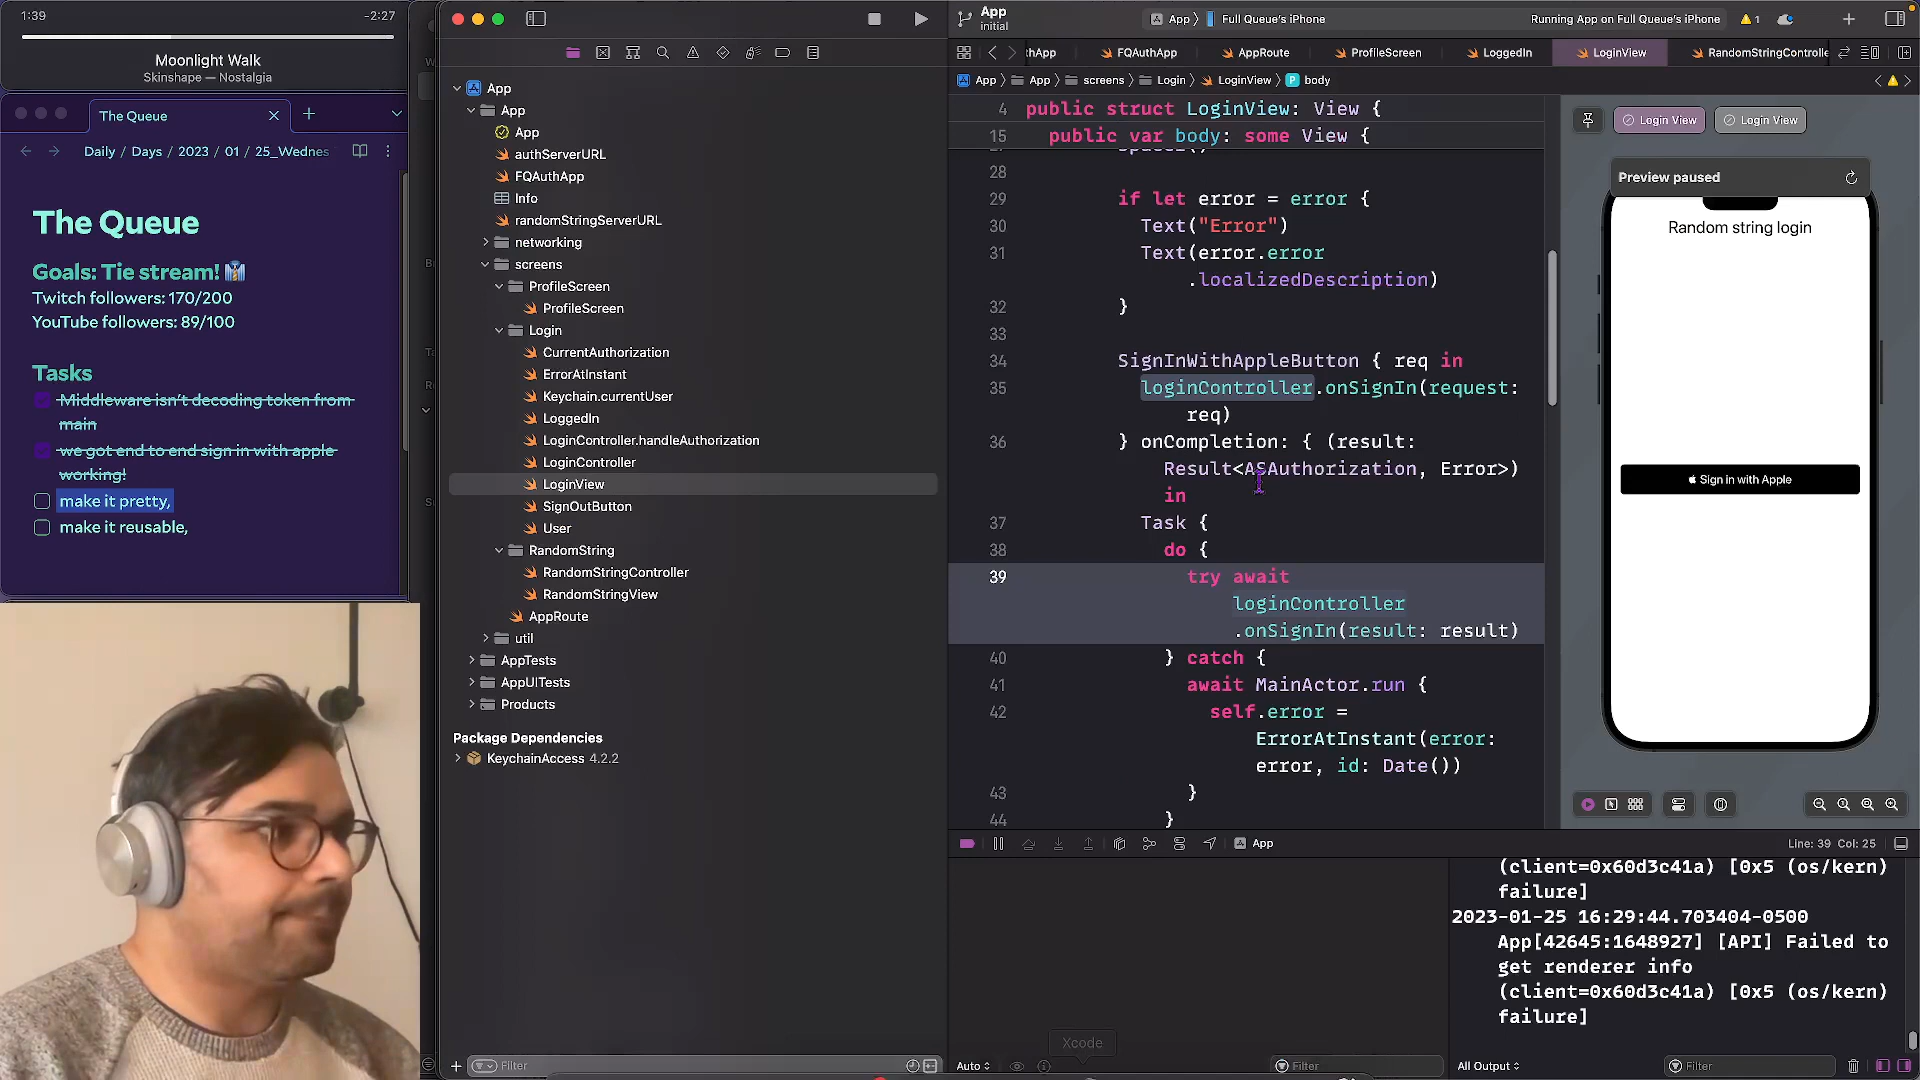 1:39
-2:27
Moonlight Walk
Skinshape — Nostalgia
The Queue
Daily / Days / 2023 / 01 / 25_Wednes
The Queue
Goals: Tie stream! 👔
Twitch followers: 170/200
YouTube followers: 89/100
Tasks
Middleware isn't decoding token from
main
we got end to end sign in with apple
working!
make it pretty,
make it reusable,
App
App
App
authServerURL
FQAuthApp
Info
randomStringServerURL
networking
screens
ProfileScreen
ProfileScreen
Login
CurrentAuthorization
ErrorAtInstant
Keychain.currentUser
LoggedIn
LoginController.handleAuthorization
LoginController
LoginView
SignOutButton
User
RandomString
RandomStringController
RandomStringView
AppRoute
util
AppTests
AppUITests
Products
Package Dependencies
KeychainAccess 4.2.2
Filter
App
initial
App 〉 Full Queue's iPhone
Running App on Full Queue's iPhone
1
thApp
FQAuthApp
AppRoute
ProfileScreen
LoggedIn
LoginView
RandomStringControlle
App 〉 App 〉 screens 〉 Login 〉 LoginView 〉 P body
4 public struct LoginView: View {
15 public var body: some View {
Spacer()
28
29 if let error = error {
30 Text("Error")
31 Text(error.error
.localizedDescription)
32 }
33
34 SignInWithAppleButton { req in
35 loginController.onSignIn(request:
req)
36 } onCompletion: { (result:
Result<ASAuthorization, Error>)
in
37 Task {
38 do {
39 try await
loginController
.onSignIn(result: result)
40 } catch {
41 await MainActor.run {
42 self.error =
ErrorAtInstant(error:
error, id: Date())
43 }
44 }
Login View
Login View
Preview paused
Random string login
Sign in with Apple
App
Line: 39 Col: 25
(client=0x60d3c41a) [0x5 (os/kern)
failure]
2023-01-25 16:29:44.703404-0500
App[42645:1648927] [API] Failed to
get renderer info
(client=0x60d3c41a) [0x5 (os/kern)
failure]
Xcode
Auto
Filter
All Output
Filter